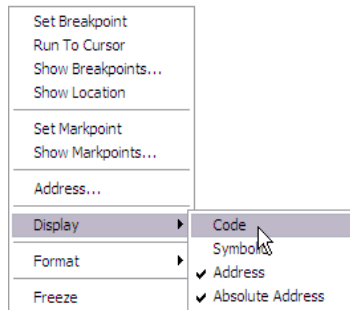 Set Breakpoint
Run To Cursor
Show Breakpoints...
Show Location
Set Markpoint
Show Markpoints...
Address...
Display
Code
Symbols
Address
Absolute Address
Format
Freeze